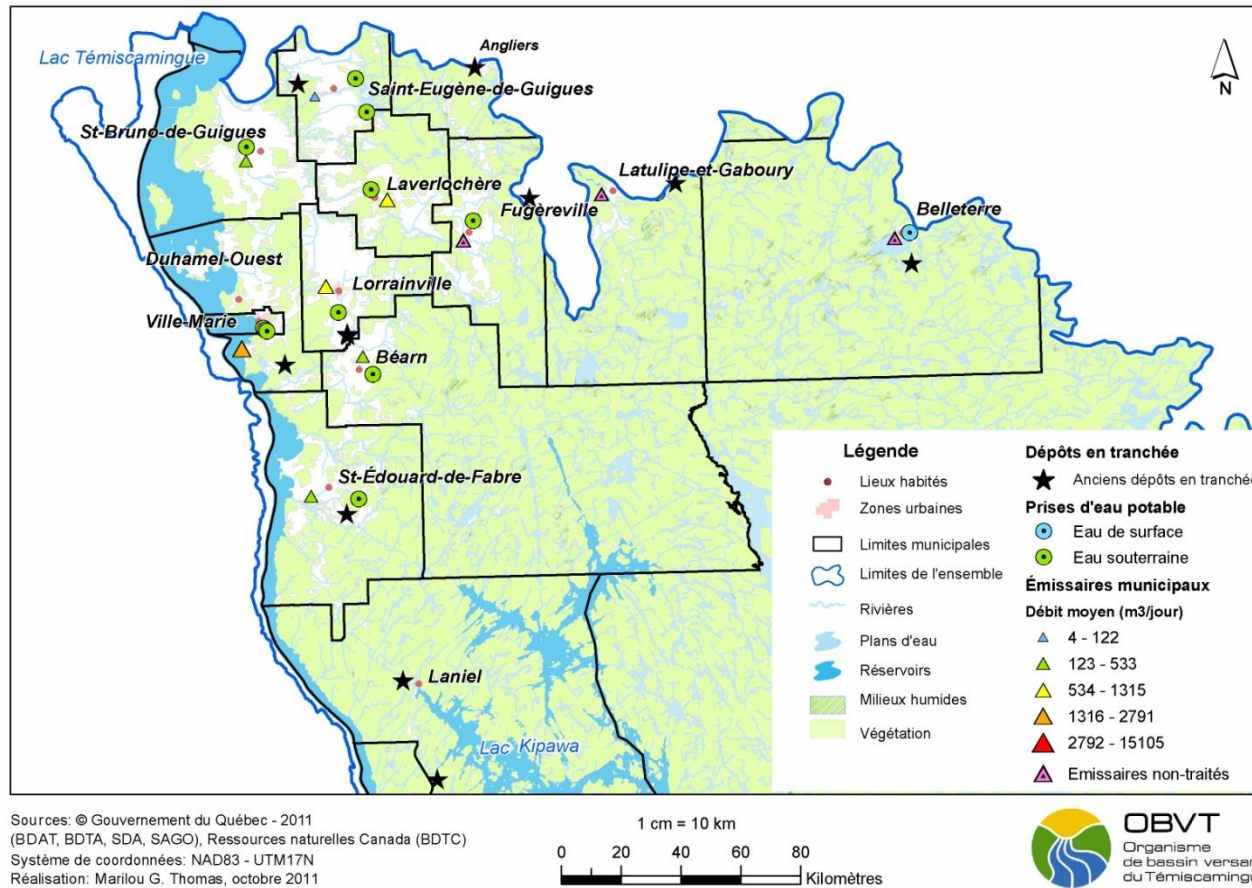 Lac Témiscamingue
Angliers
N
Saint-Eugène-de-Guigues
St-Bruno-de-Guigues
Latulipe-et-Gaboury
Laverlochère
Fugèreville
Belleterre
Duhamel-Ouest
Lorrainville
Ville-Marie
Béarn
St-Édouard-de-Fabre
Laniel
Lac Kipawa
Légende
Lieux habités
Zones urbaines
Limites municipales
Limites de l'ensemble
Rivières
Plans d'eau
Réservoirs
Milieux humides
Végétation
Dépôts en tranchée
Anciens dépôts en tranchée
Prises d'eau potable
Eau de surface
Eau souterraine
Émissaires municipaux
Débit moyen (m3/jour)
4 - 122
123 - 533
534 - 1315
1316 - 2791
2792 - 15105
Emissaires non-traités
Sources: © Gouvernement du Québec - 2011
(BDAT, BDTA, SDA, SAGO), Ressources naturelles Canada (BDTC)
Système de coordonnées: NAD83 - UTM17N
Réalisation: Marilou G. Thomas, octobre 2011
1 cm = 10 km
0 10 20 40 60 80
Kilomètres
OBVT
Organisme
de bassin versan
du Témiscamingu